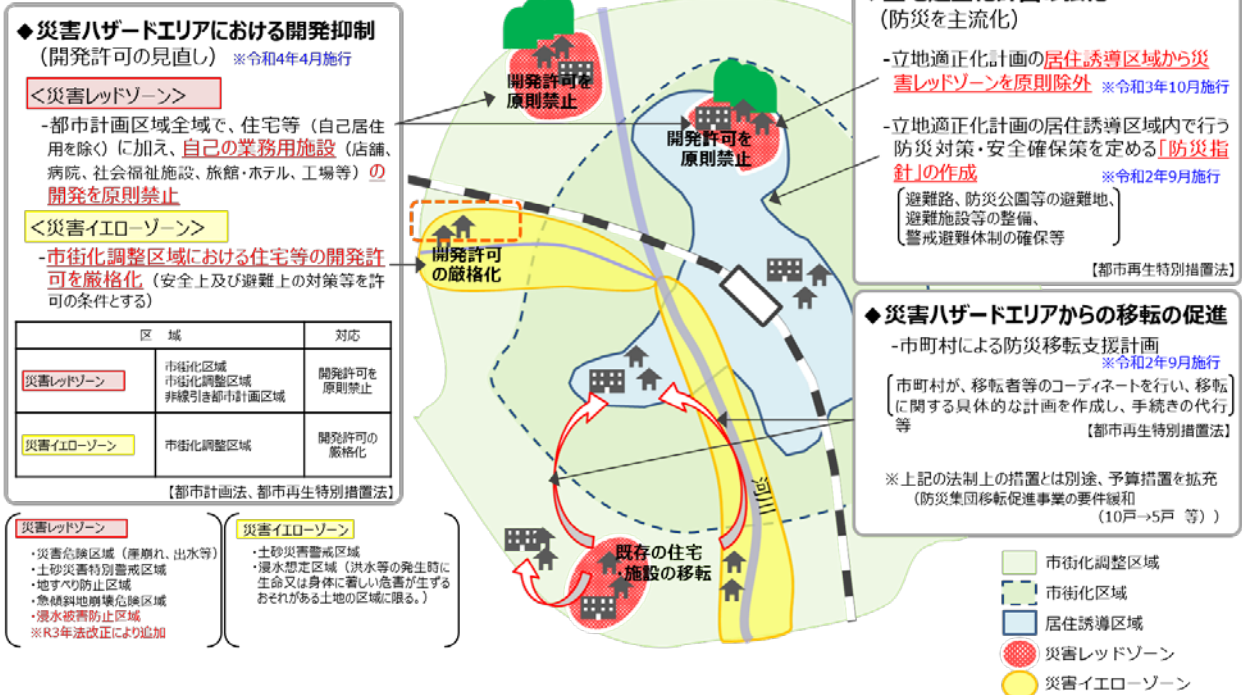 ◆災害ハザードエリアにおける開発抑制
（開発許可の見直し） ※令和4年4月施行
＜災害レッドゾーン＞
-都市計画区域全域で、住宅等（自己居住
用を除く）に加え、自己の業務用施設（店舗、
病院、社会福祉施設、旅館・ホテル、工場等）の
開発を原則禁止
＜災害イエローゾーン＞
-市街化調整区域における住宅等の開発許
可を厳格化（安全上及び避難上の対策等を許
可の条件とする）
区 域 対応
災害レッドゾーン
市街化区域
市街化調整区域
非線引き都市計画区域
開発許可を
原則禁止
災害イエローゾーン
市街化調整区域
開発許可の
厳格化
【都市計画法、都市再生特別措置法】
災害レッドゾーン
・災害危険区域（崖崩れ、出水等）
・土砂災害特別警戒区域
・地すべり防止区域
・急傾斜地崩壊危険区域
・浸水被害防止区域
※R3年法改正により追加
災害イエローゾーン
・土砂災害警戒区域
・浸水想定区域（洪水等の発生時に
生命又は身体に著しい危害が生ずる
おそれがある土地の区域に限る。）
開発許可を
原則禁止
開発許可を
原則禁止
開発許可
の厳格化
河川
既存の住宅
・施設の移転
（防災を主流化）
-立地適正化計画の居住誘導区域から災
害レッドゾーンを原則除外 ※令和3年10月施行
-立地適正化計画の居住誘導区域内で行う
防災対策・安全確保策を定める「防災指
針」の作成 ※令和2年9月施行
避難路、防災公園等の避難地、
避難施設等の整備、
警戒避難体制の確保等
【都市再生特別措置法】
◆災害ハザードエリアからの移転の促進
-市町村による防災移転支援計画
※令和2年9月施行
市町村が、移転者等のコーディネートを行い、移転
に関する具体的な計画を作成し、手続きの代行
等
【都市再生特別措置法】
※上記の法制上の措置とは別途、予算措置を拡充
（防災集団移転促進事業の要件緩和
（10戸→5戸 等））
市街化調整区域
市街化区域
居住誘導区域
災害レッドゾーン
災害イエローゾーン